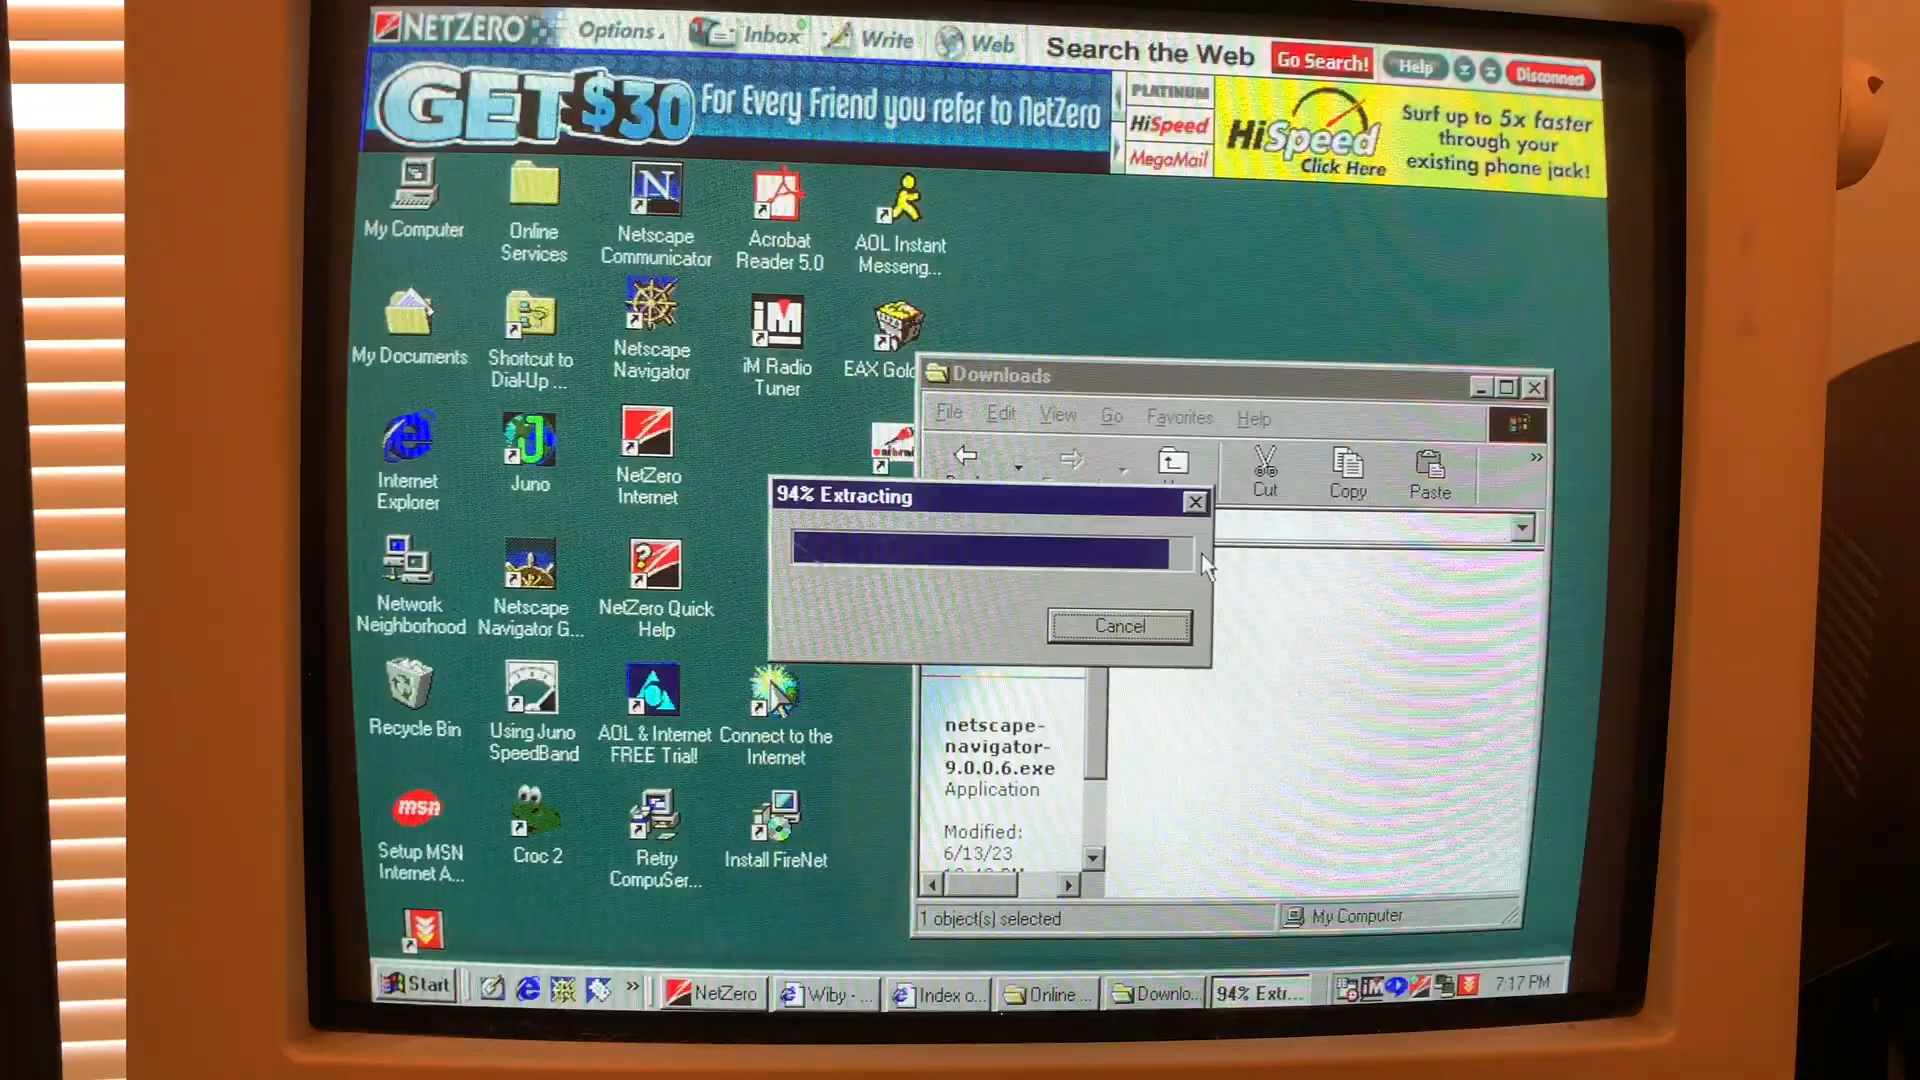 NETZERO
Options
Inbox
Write
Web
Search the Web
Go Search!
Help
Disconnected
GET $30 For Every Friend you refer to NetZero
PLATINUM
HiSpeed
MegaMail
HiSpeed
Click Here
Surf up to 5x faster
through your
existing phone jack!
My Computer
Online
Services
Netscape
Communicator
Acrobat
Reader 5.0
AOL Instant
Messeng...
My Documents
Shortcut to
Dial-Up ...
Netscape
Navigator
iM
iM Radio
Tuner
EAX Gold
Internet
Explorer
Juno
NetZero
Internet
Network
Neighborhood
Netscape
Navigator G...
NetZero Quick
Help
Recycle Bin
Using Juno
SpeedBand
AOL & Internet
FREE Trial!
Connect to the
Internet
msn
Setup MSN
Internet A...
Croc 2
Retry
CompuSer...
Install FireNet
Downloads
File Edit View Go Favorites Help
Cut
Copy
Paste
94% Extracting
Cancel
netscape-
navigator-
9.0.0.6.exe
Application
Modified:
6/13/23
1 object(s) selected
My Computer
Start
NetZero
Wiby - ...
Index o...
Online ...
Downlo...
94% Extr...
7:17 PM